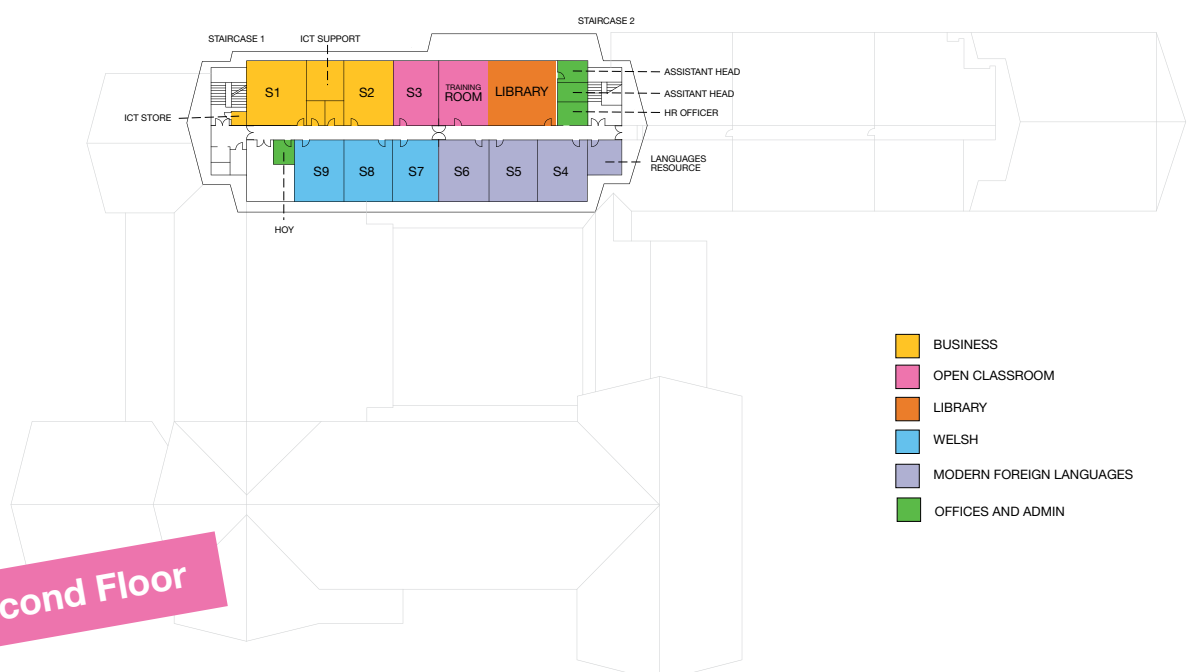 STAIRCASE 2
STAIRCASE 1
ICT SUPPORT
ASSISTANT HEAD
S1
S2
S3
TRAINING
ROOM
LIBRARY
ASSITANT HEAD
HR OFFICER
ICT STORE
LANGUAGES
RESOURCE
S9
S8
S7
S6
S5
S4
HOY
BUSINESS
OPEN CLASSROOM
LIBRARY
WELSH
MODERN FOREIGN LANGUAGES
OFFICES AND ADMIN
cond Floor